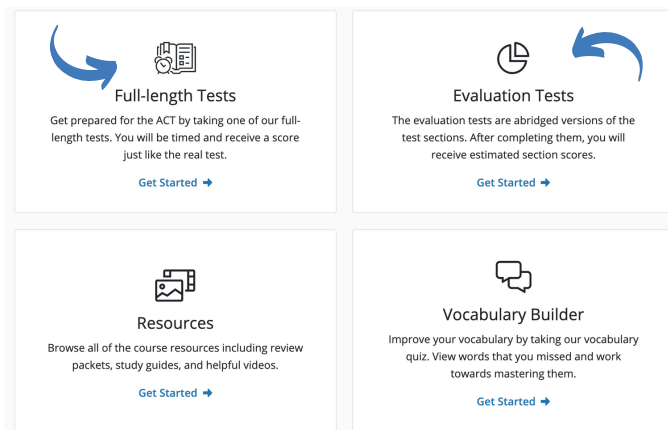 Full-length Tests
Get prepared for the ACT by taking one of our full-
length tests. You will be timed and receive a score
just like the real test.
Get Started
Evaluation Tests
The evaluation tests are abridged versions of the
test sections. After completing them, you will
receive estimated section scores.
Get Started
Resources
Browse all of the course resources including review
packets, study guides, and helpful videos.
Get Started
Vocabulary Builder
Improve your vocabulary by taking our vocabulary
quiz. View words that you missed and work
towards mastering them.
Get Started